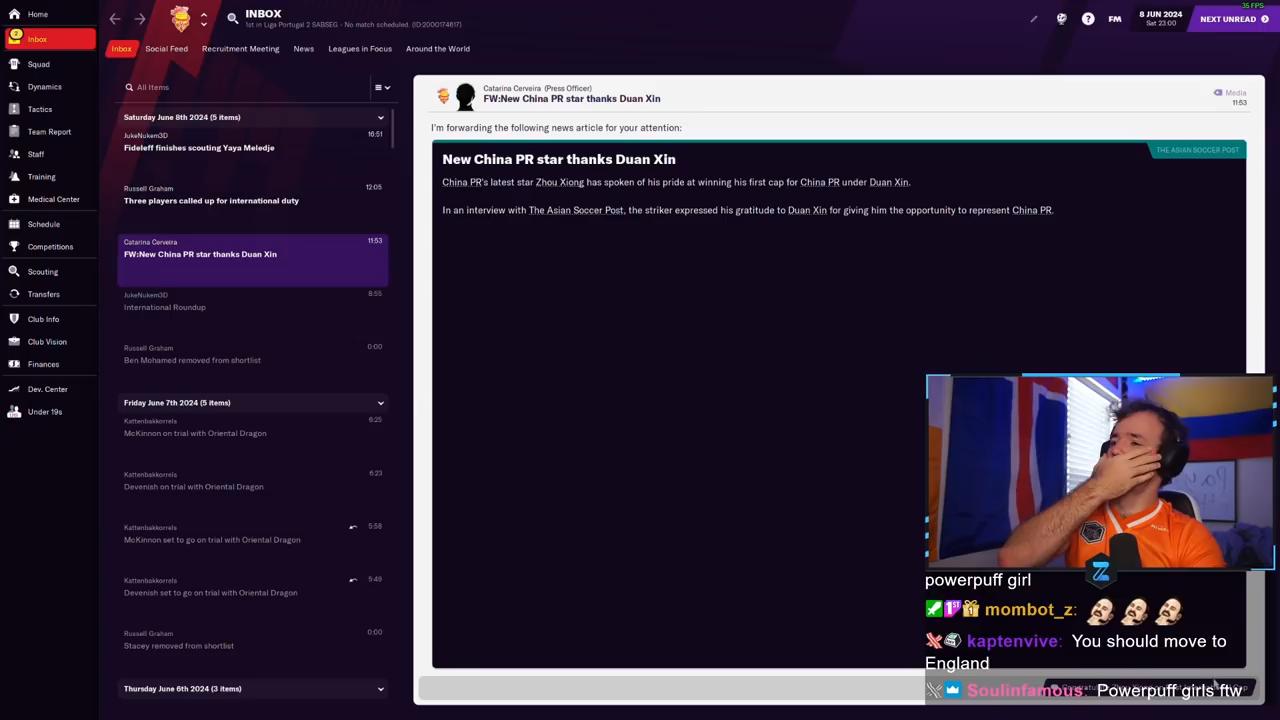 Home
Inbox
2
Squad
Dynamics
Tactics
Team Report
Staff
Training
Medical Center
Schedule
Competitions
Scouting
Transfers
Club Info
Club Vision
Finances
Dev. Center
Under 19s
INBOX
1st in Liga Portugal 2 SABSEG - No match scheduled. (ID:2000174617)
35 FPS
FM
8 JUN 2024
Sat 23:00
NEXT UNREAD
Inbox
Social Feed
Recruitment Meeting
News
Leagues in Focus
Around the World
All Items
Saturday June 8th 2024 (5 items)
JukeNukem3D
16:51
Fideleff finishes scouting Yaya Meledje
Russell Graham
12:05
Three players called up for international duty
Catarina Cerveira
11:53
FW:New China PR star thanks Duan Xin
JukeNukem3D
8:55
International Roundup
Russell Graham
0:00
Ben Mohamed removed from shortlist
Friday June 7th 2024 (5 items)
Kattenbakkorrels
6:25
McKinnon on trial with Oriental Dragon
Kattenbakkorrels
6:23
Devenish on trial with Oriental Dragon
Kattenbakkorrels
5:58
McKinnon set to go on trial with Oriental Dragon
Kattenbakkorrels
5:49
Devenish set to go on trial with Oriental Dragon
Russell Graham
0:00
Stacey removed from shortlist
Thursday June 6th 2024 (3 items)
Catarina Cerveira (Press Officer)
FW:New China PR star thanks Duan Xin
Media
11:53
I'm forwarding the following news article for your attention:
New China PR star thanks Duan Xin
THE ASIAN SOCCER POST
China PR's latest star Zhou Xiong has spoken of his pride at winning his first cap for China PR under Duan Xin.
In an interview with The Asian Soccer Post, the striker expressed his gratitude to Duan Xin for giving him the opportunity to represent China PR.
powerpuff girl
mombot_z:
kaptenvive: You should move to
England
Soulinfamous: Powerpuff girls ftw